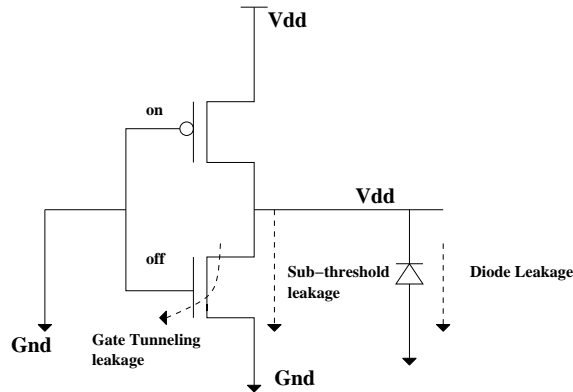 Vdd
on
Vdd
off
Sub-threshold
leakage
Diode Leakage
Gate Tunneling
leakage
Gnd
Gnd